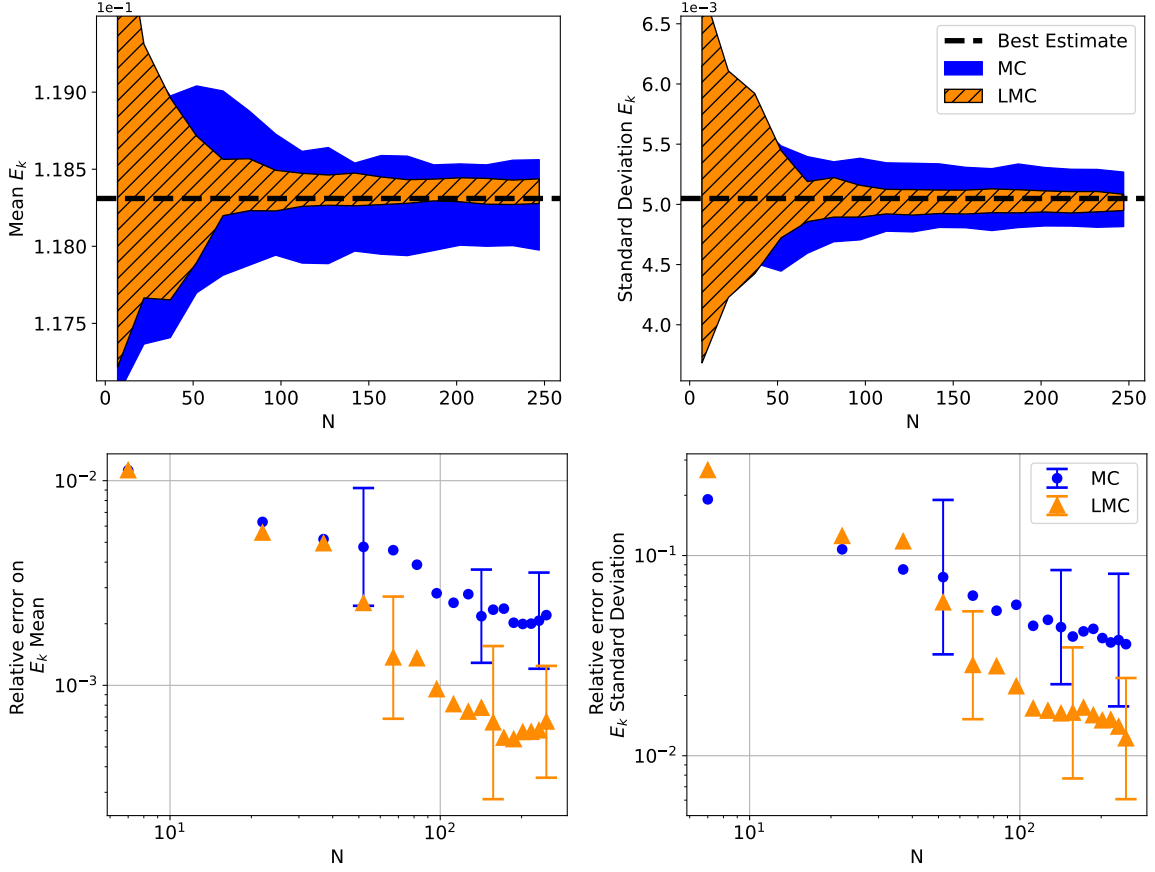 1e−1
Mean E_k
1.190
1.185
1.180
1.175
0
50
100
150
200
250
N
1e−3
Standard Deviation E_k
6.5
6.0
5.5
5.0
4.5
4.0
Best Estimate
MC
LMC
0
50
100
150
200
250
N
Relative error on
E_k Mean
10^−2
10^−3
10^1
10^2
N
Relative error on
E_k Standard Deviation
10^−1
10^−2
MC
LMC
10^1
10^2
N